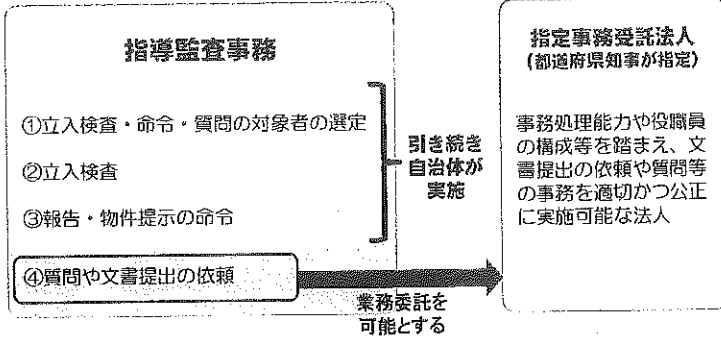 指導監査事務
①立入検査・命令・質問の対象者の選定
②立入検査
③報告・物件提示の命令
④質問や文書提出の依頼
引き続き
自治体が
実施
業務委託を
可能とする
指定事務受託法人
(都道府県知事が指定)
事務処理能力や役職員
の構成等を踏まえ、文
書提出の依頼や質問等
の事務を適切かつ公正
に実施可能な法人